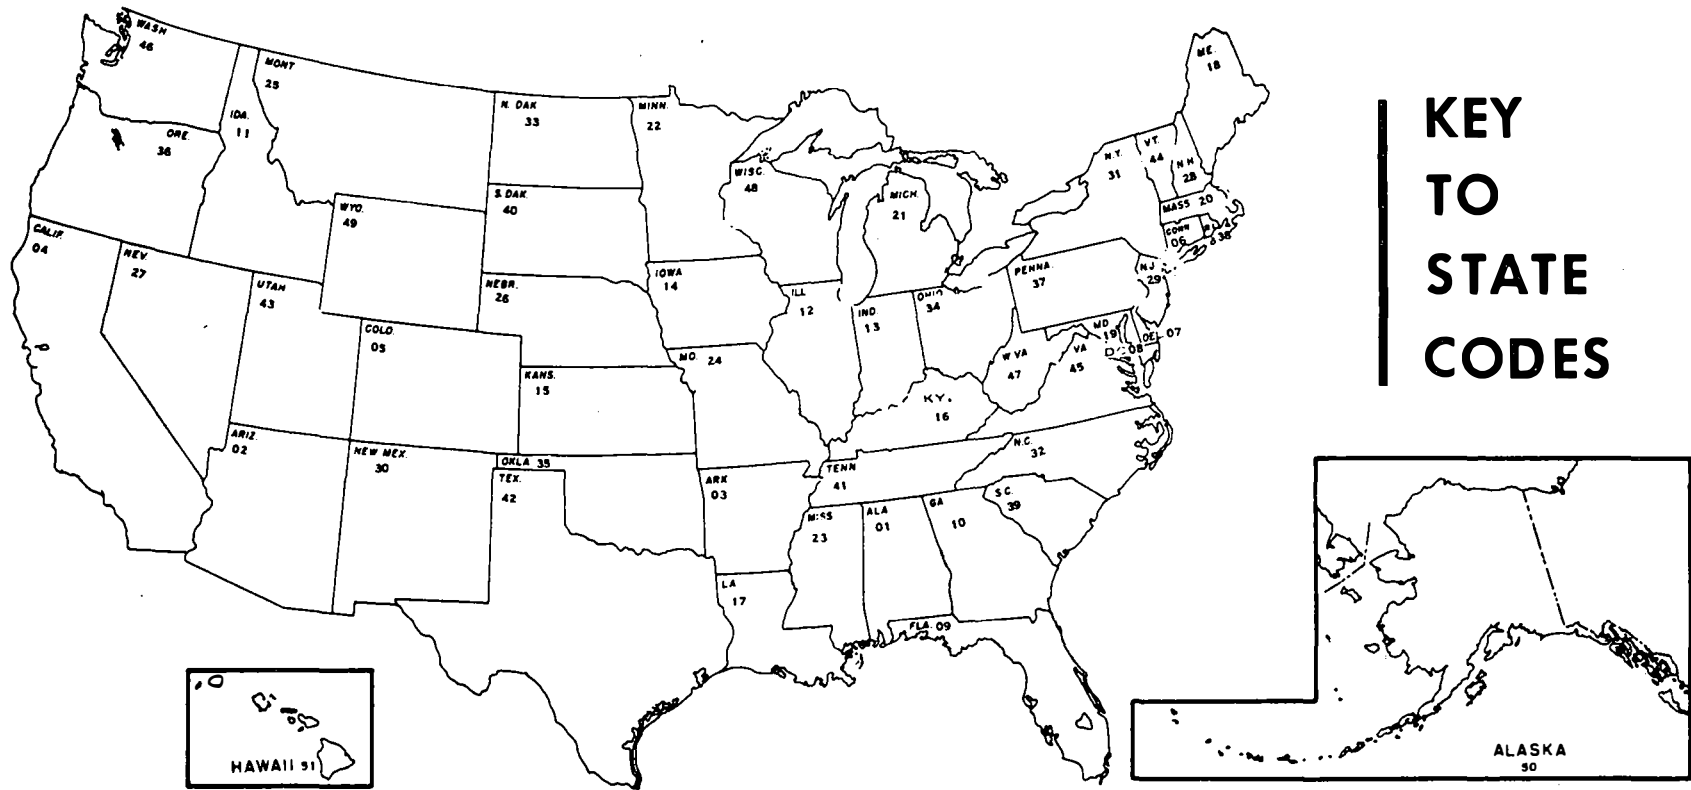 KEY
TO
STATE
CODES
WASH
46
MONT
25
IDA.
11
ORE.
36
N. DAK
33
MINN.
22
S. DAK.
40
WYO.
49
WISC.
48
MICH.
21
ME.
18
N.Y.
31
VT.
44
N H
28
MASS 20
CONN
06
R I
38
CALIF.
04
NEV.
27
UTAH
43
COLO.
05
NEBR.
26
IOWA
14
ILL
12
IND.
13
OHIO
34
PENNA.
37
N J
29
MD
19
DEL 07
DC 08
W VA
47
VA
45
KANS.
15
MO. 24
KY.
16
ARIZ.
02
NEW MEX.
30
OKLA 35
TEX.
42
ARK
03
TENN
41
N.C.
32
S C.
39
MISS
23
ALA
01
GA
10
LA
17
FLA. 09
HAWAII 51
ALASKA
50